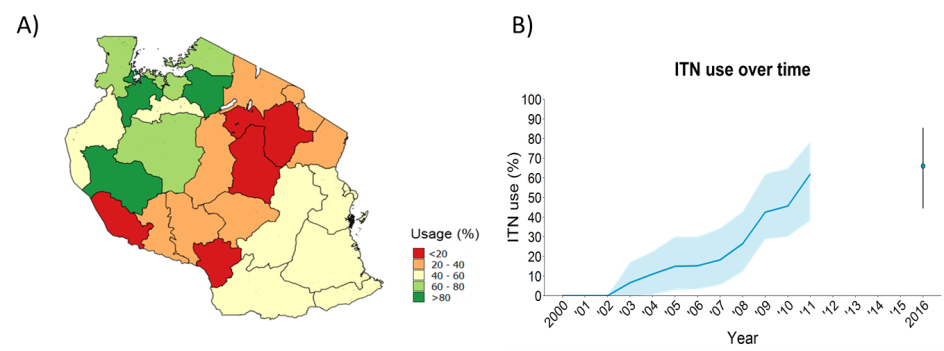 A)
Usage (%)
<20
20 - 40
40 - 60
60 - 80
>80
B)
ITN use over time
ITN use (%)
100
90
80
70
60
50
40
30
20
10
0
2000 '01 '02 '03 '04 '05 '06 '07 '08 '09 '10 '11 '12 '13 '14 '15 2016
Year